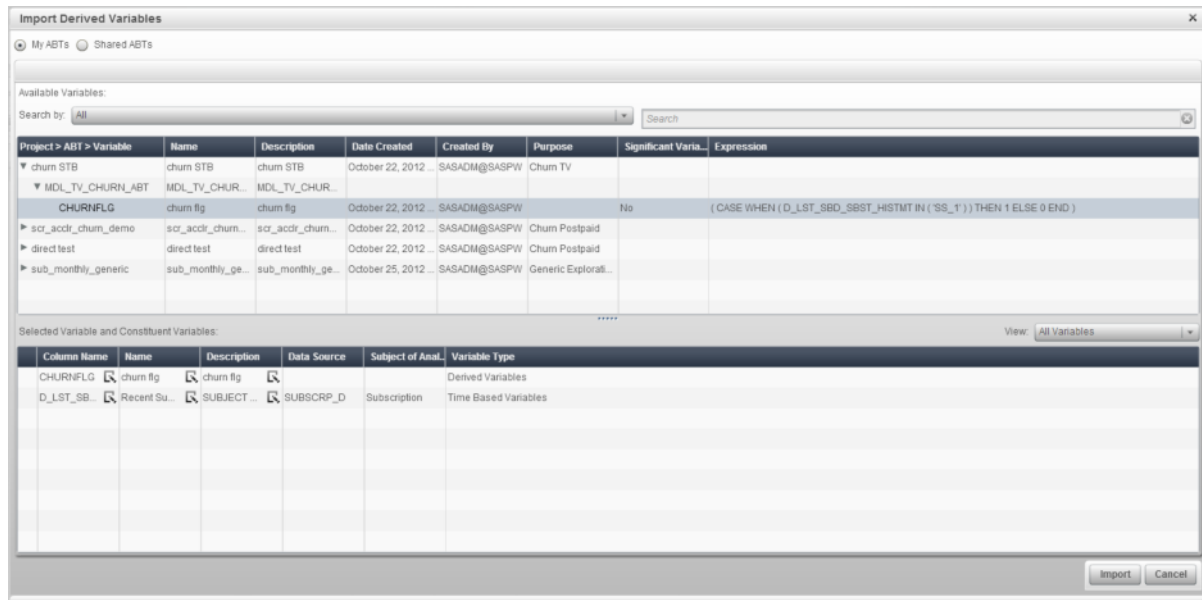 Import Derived Variables
My ABTs Shared ABTs
Available Variables:
Search by: All Search
Project > ABT > Variable Name Description Date Created Created By Purpose Significant Varia... Expression
churn STB churn STB churn STB October 22, 2012 ... SASADM@SASPW Churn TV
MDL_TV_CHURN_ABT MDL_TV_CHUR... MDL_TV_CHUR...
CHURNFLG churn flg churn flg October 22, 2012 ... SASADM@SASPW No ( CASE WHEN ( D_LST_SBD_SBST_HISTMT IN ( 'SS_1' ) ) THEN 1 ELSE 0 END )
scr_acclr_churn_demo scr_acclr_churn... scr_acclr_churn... October 22, 2012 ... SASADM@SASPW Churn Postpaid
direct test direct test direct test October 22, 2012 ... SASADM@SASPW Churn Postpaid
sub_monthly_generic sub_monthly_ge... sub_monthly_ge... October 25, 2012 ... SASADM@SASPW Generic Explorati...
Selected Variable and Constituent Variables: View: All Variables
Column Name Name Description Data Source Subject of Anal... Variable Type
CHURNFLG churn flg churn flg Derived Variables
D_LST_SB... Recent Su... SUBJECT ... SUBSCRP_D Subscription Time Based Variables
Import Cancel